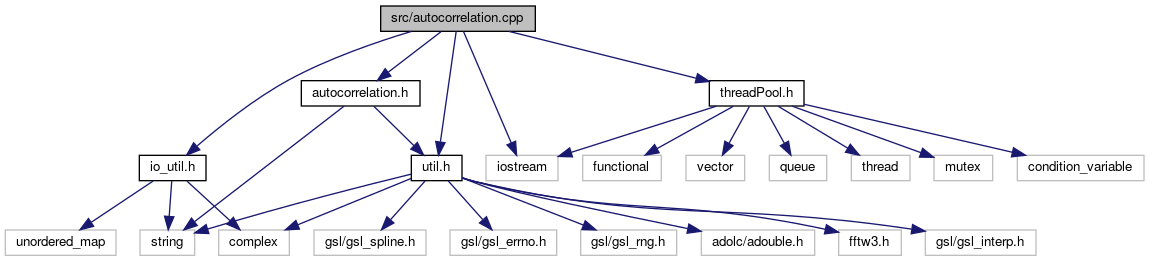 src/autocorrelation.cpp
autocorrelation.h
threadPool.h
io_util.h
util.h
iostream
functional
vector
queue
thread
mutex
condition_variable
unordered_map
string
complex
gsl/gsl_spline.h
gsl/gsl_errno.h
gsl/gsl_rng.h
adolc/adouble.h
fftw3.h
gsl/gsl_interp.h